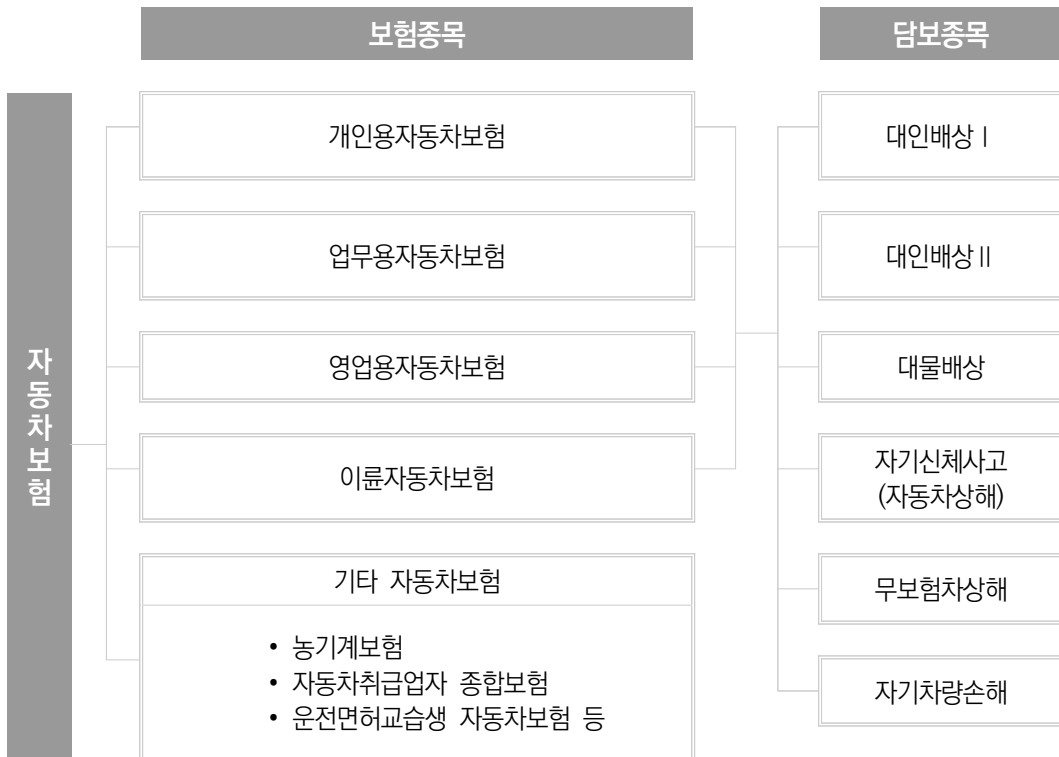 보험종목
담보종목
자동차보험
개인용자동차보험
업무용자동차보험
영업용자동차보험
이륜자동차보험
기타 자동차보험
• 농기계보험
• 자동차취급업자 종합보험
• 운전면허교습생 자동차보험 등
대인배상Ⅰ
대인배상Ⅱ
대물배상
자기신체사고
(자동차상해)
무보험차상해
자기차량손해